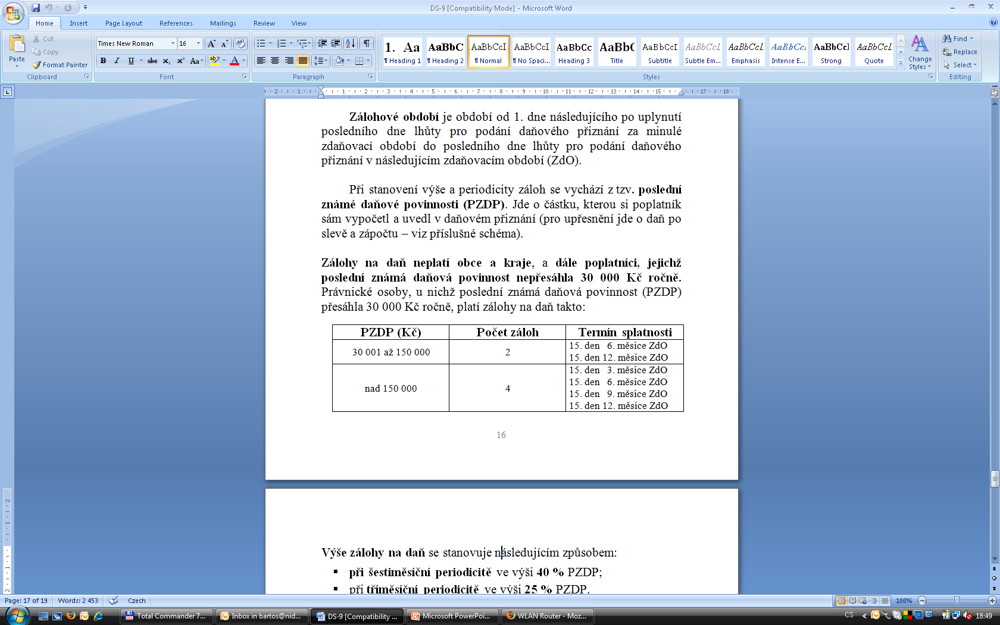 DS-9 [Compatibility Mode] - Microsoft Word
Home Insert Page Layout References Mailings Review View
Paste
Cut
Copy
Format Painter
Clipboard
Times New Roman 16
Font
Paragraph
1. Aa AaBbC AaBbCcI AaBbCcI AaBbCc AaBb( AaBbCcI AaBbCcI AaBbCcL AaBbCc. AaBbCc] AaBbCcL
¶ Heading 1 ¶ Heading 2 ¶ Normal ¶ No Spaci... Heading 3 Title Subtitle Subtle Em... Emphasis Intense E... Strong Quote
Change Styles
Styles
Find
Replace
Select
Editing
Zálohové období je období od 1. dne následujícího po uplynutí
posledního dne lhůty pro podání daňového přiznání za minulé
zdaňovací období do posledního dne lhůty pro podání daňového
přiznání v následujícím zdaňovacím období (ZdO).
Při stanovení výše a periodicity záloh se vychází z tzv. poslední
známé daňové povinnosti (PZDP). Jde o částku, kterou si poplatník
sám vypočetl a uvedl v daňovém přiznání (pro upřesnění jde o daň po
slevě a zápočtu – viz příslušné schéma).
Zálohy na daň neplatí obce a kraje, a dále poplatníci, jejichž
poslední známá daňová povinnost nepřesáhla 30 000 Kč ročně.
Právnické osoby, u nichž poslední známá daňová povinnost (PZDP)
přesáhla 30 000 Kč ročně, platí zálohy na daň takto:
PZDP (Kč) Počet záloh Termín splatnosti
30 001 až 150 000 2 15. den 6. měsíce ZdO
15. den 12. měsíce ZdO
nad 150 000 4 15. den 3. měsíce ZdO
15. den 6. měsíce ZdO
15. den 9. měsíce ZdO
15. den 12. měsíce ZdO
16
Výše zálohy na daň se stanovuje následujícím způsobem:
▪ při šestiměsíční periodicitě ve výši 40 % PZDP;
▪ při tříměsíční periodicitě ve výši 25 % PZDP.
Page: 17 of 19 Words: 2 453 Czech 100%
Total Commander 7... Inbox in bartos@nid... DS-9 [Compatibility ... Microsoft PowerPoi... WLAN Router - Moz... CS 18:49